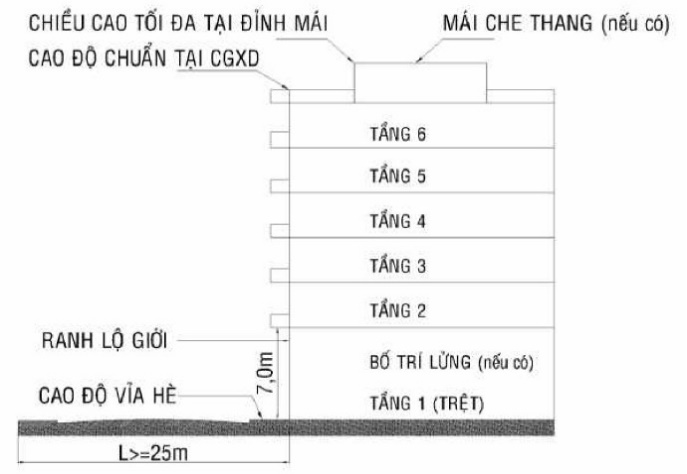 CHIỀU CAO TỐI ĐA TẠI ĐỈNH MÁI
MÁI CHE THANG (nếu có)
CAO ĐỘ CHUẨN TẠI CGXD
TẦNG 6
TẦNG 5
TẦNG 4
TẦNG 3
TẦNG 2
RANH LỘ GIỚI
7,0m
BỐ TRÍ LỬNG (nếu có)
CAO ĐỘ VỈA HÈ
TẦNG 1 (TRỆT)
L>=25m